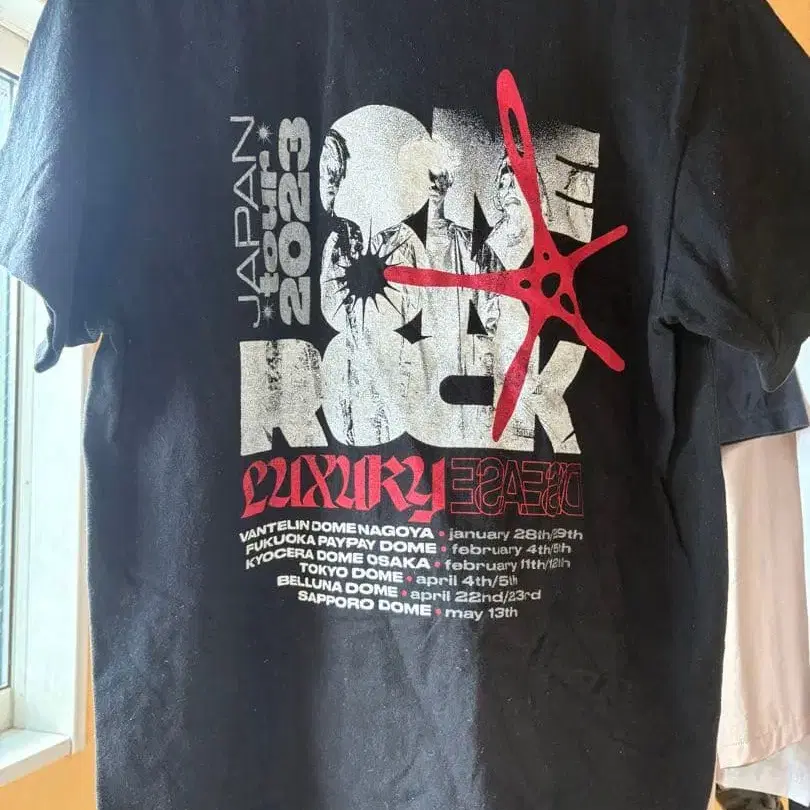 JAPAN
tour
2023
ONE
OK
ROCK
LUXURY DISEASE
VANTELIN DOME NAGOYA • january 28th/29th
FUKUOKA PAYPAY DOME • february 4th/5th
KYOCERA DOME OSAKA • february 11th/12th
TOKYO DOME • april 4th/5th
BELLUNA DOME • april 22nd/23rd
SAPPORO DOME • may 13th